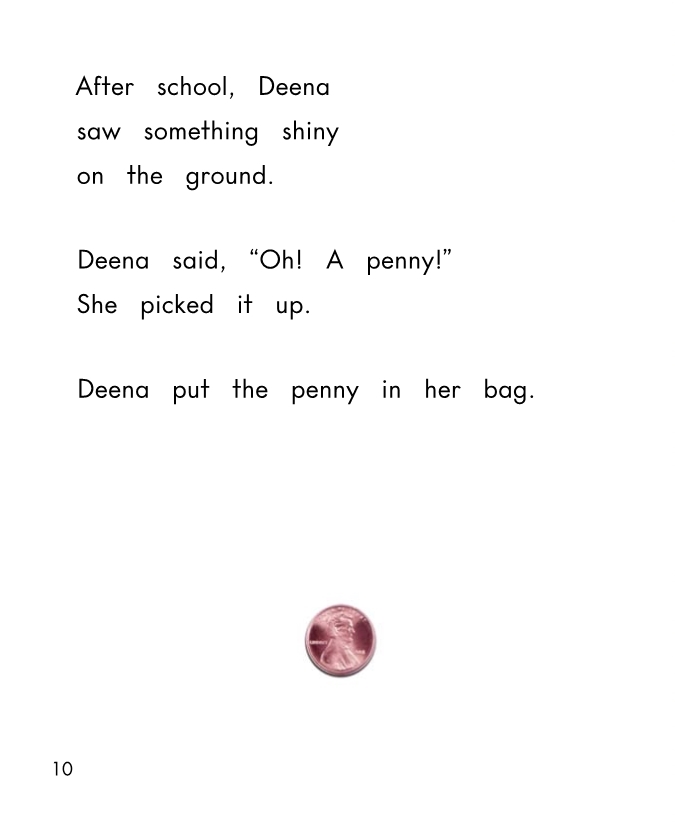 After school, Deena
saw something shiny
on the ground.
Deena said, “Oh! A penny!”
She picked it up.
Deena put the penny in her bag.
10